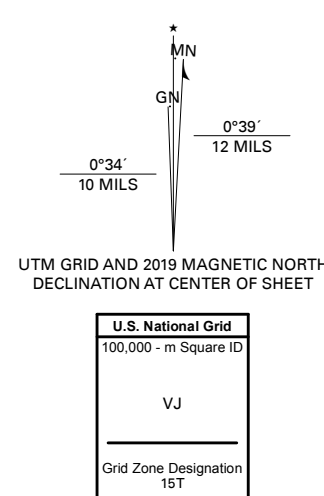 ★
MN
GN
0°39´
12 MILS
0°34´
10 MILS
UTM GRID AND 2019 MAGNETIC NORTH
DECLINATION AT CENTER OF SHEET
U.S. National Grid
100,000 - m Square ID
VJ
Grid Zone Designation
15T